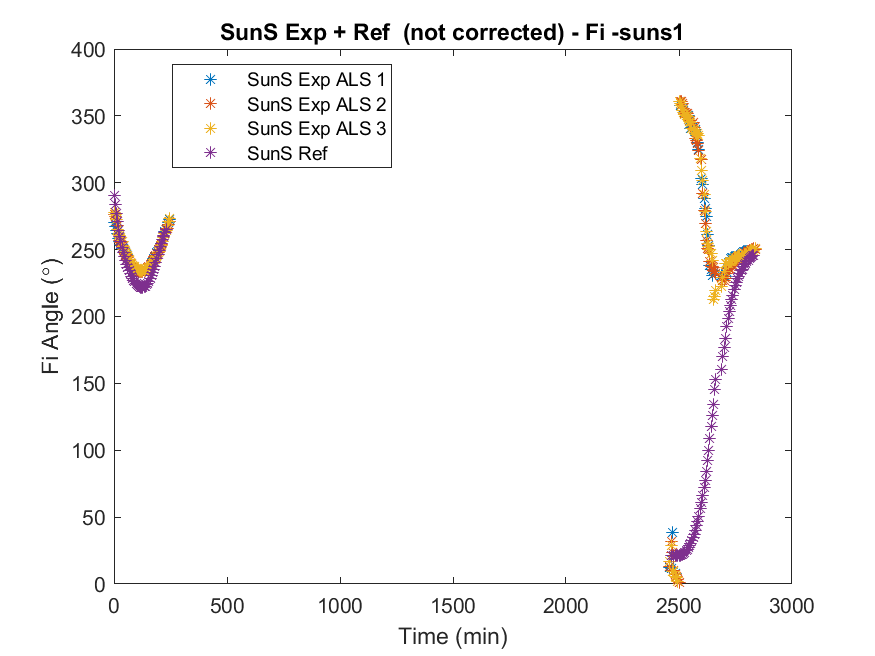 SunS Exp + Ref  (not corrected) - Fi -suns1
400
350
300
250
200
150
100
50
0
Fi Angle (°)
SunS Exp ALS 1
SunS Exp ALS 2
SunS Exp ALS 3
SunS Ref
0 500 1000 1500 2000 2500 3000
Time (min)